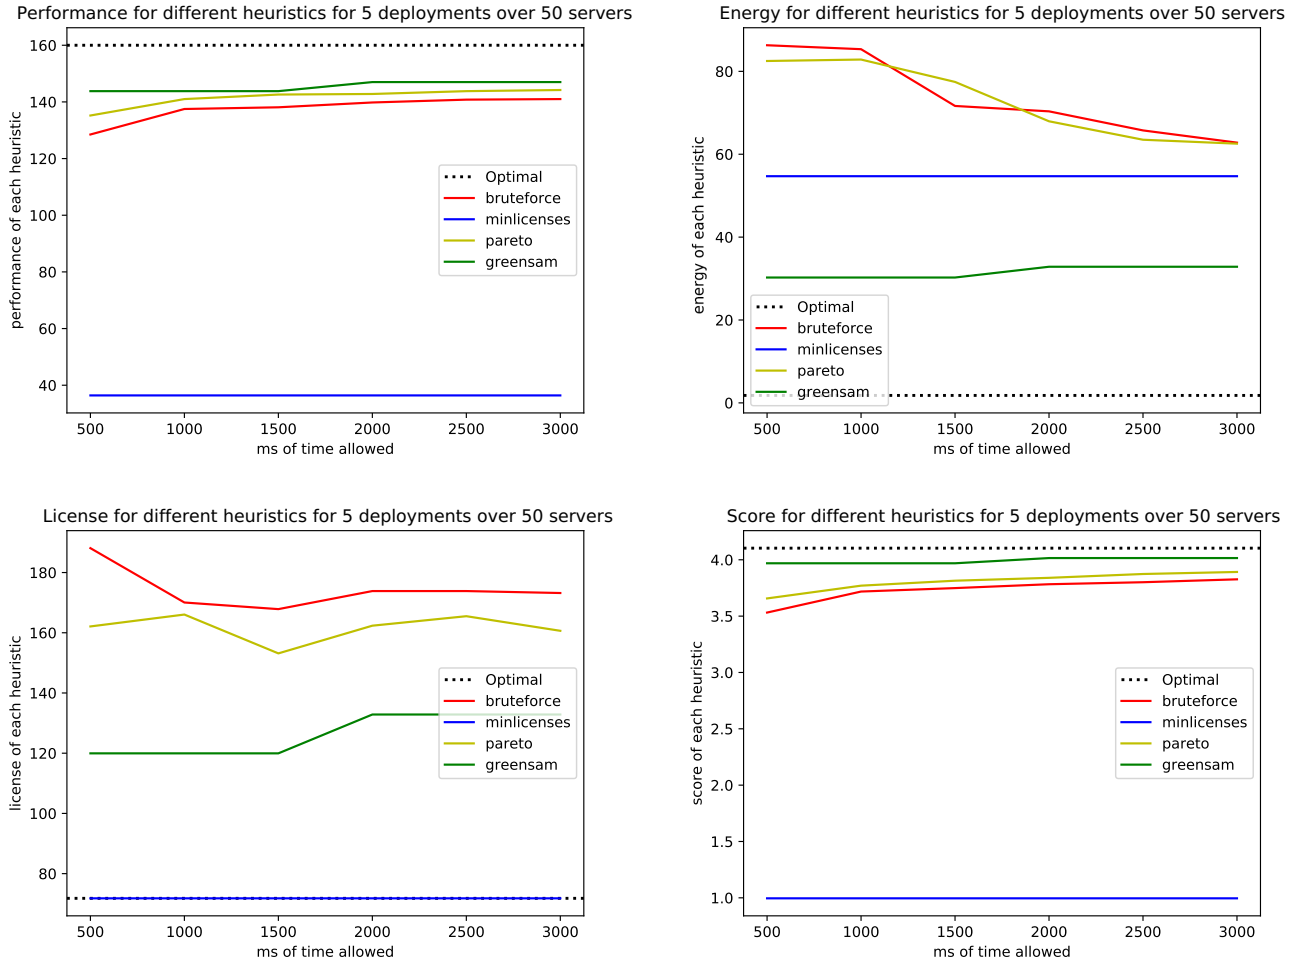 Performance for different heuristics for 5 deployments over 50 servers
160
140
120
100
80
60
40
performance of each heuristic
Optimal
bruteforce
minlicenses
pareto
greensam
500 1000 1500 2000 2500 3000
ms of time allowed
Energy for different heuristics for 5 deployments over 50 servers
80
60
40
20
0
energy of each heuristic
Optimal
bruteforce
minlicenses
pareto
greensam
500 1000 1500 2000 2500 3000
ms of time allowed
License for different heuristics for 5 deployments over 50 servers
180
160
140
120
100
80
license of each heuristic
Optimal
bruteforce
minlicenses
pareto
greensam
500 1000 1500 2000 2500 3000
ms of time allowed
Score for different heuristics for 5 deployments over 50 servers
4.0
3.5
3.0
2.5
2.0
1.5
1.0
score of each heuristic
Optimal
bruteforce
minlicenses
pareto
greensam
500 1000 1500 2000 2500 3000
ms of time allowed